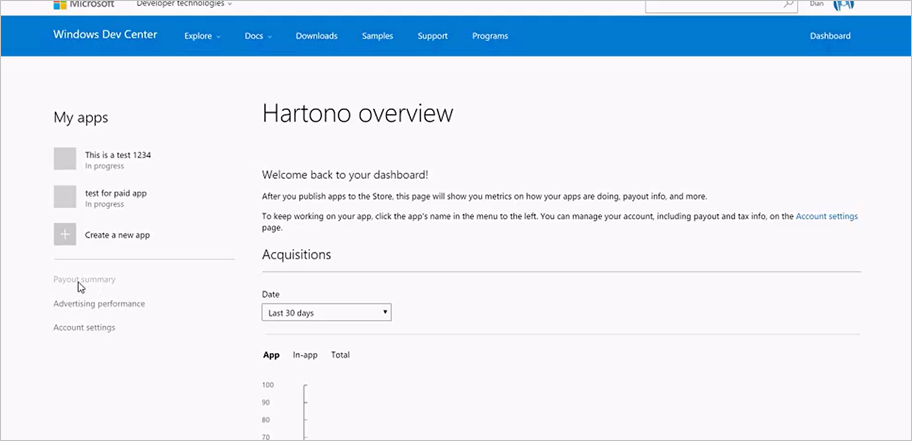 Microsoft Developer technologies
Dian
Windows Dev Center Explore Docs Downloads Samples Support Programs Dashboard
My apps
This is a test 1234
In progress
test for paid app
In progress
Create a new app
Payout summary
Advertising performance
Account settings
Hartono overview
Welcome back to your dashboard!
After you publish apps to the Store, this page will show you metrics on how your apps are doing, payout info, and more.
To keep working on your app, click the app's name in the menu to the left. You can manage your account, including payout and tax info, on the Account settings
page.
Acquisitions
Date
Last 30 days
App In-app Total
100
90
80
70